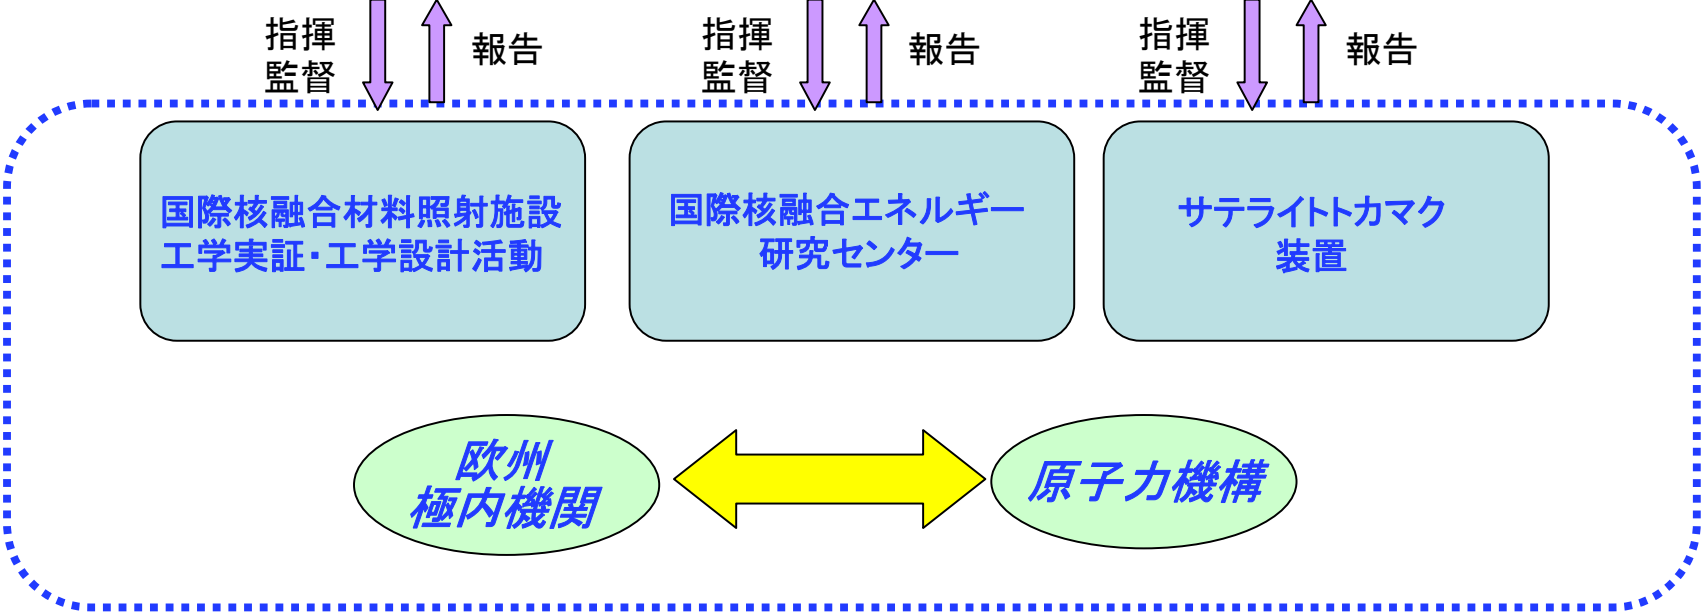 指揮
監督
報告
指揮
監督
報告
指揮
監督
報告
国際核融合材料照射施設
工学実証・工学設計活動
国際核融合エネルギー
研究センター
サテライトトカマク
装置
欧州
極内機関
原子力機構